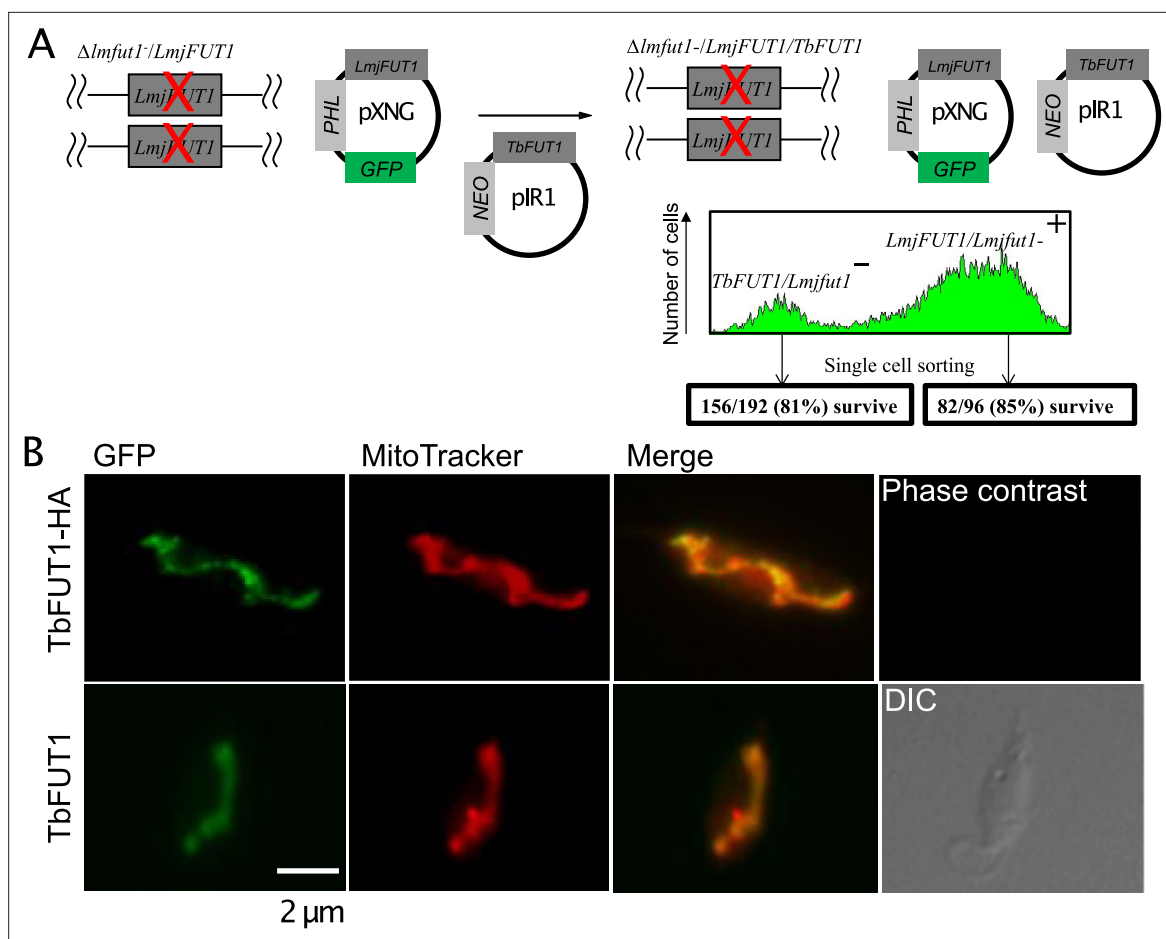 A
Δlmfut1⁻/LmjFUT1
LmjFUT1
LmjFUT1
LmjFUT1
PHL
pXNG
GFP
TbFUT1
NEO
pIR1
Δlmfut1-/LmjFUT1/TbFUT1
LmjFUT1
LmjFUT1
LmjFUT1
PHL
pXNG
GFP
TbFUT1
NEO
pIR1
Number of cells
LmjFUT1/Lmjfut1- +
TbFUT1/Lmjfut1 −
Single cell sorting
156/192 (81%) survive
82/96 (85%) survive
B
GFP
MitoTracker
Merge
Phase contrast
TbFUT1-HA
TbFUT1
DIC
2 µm